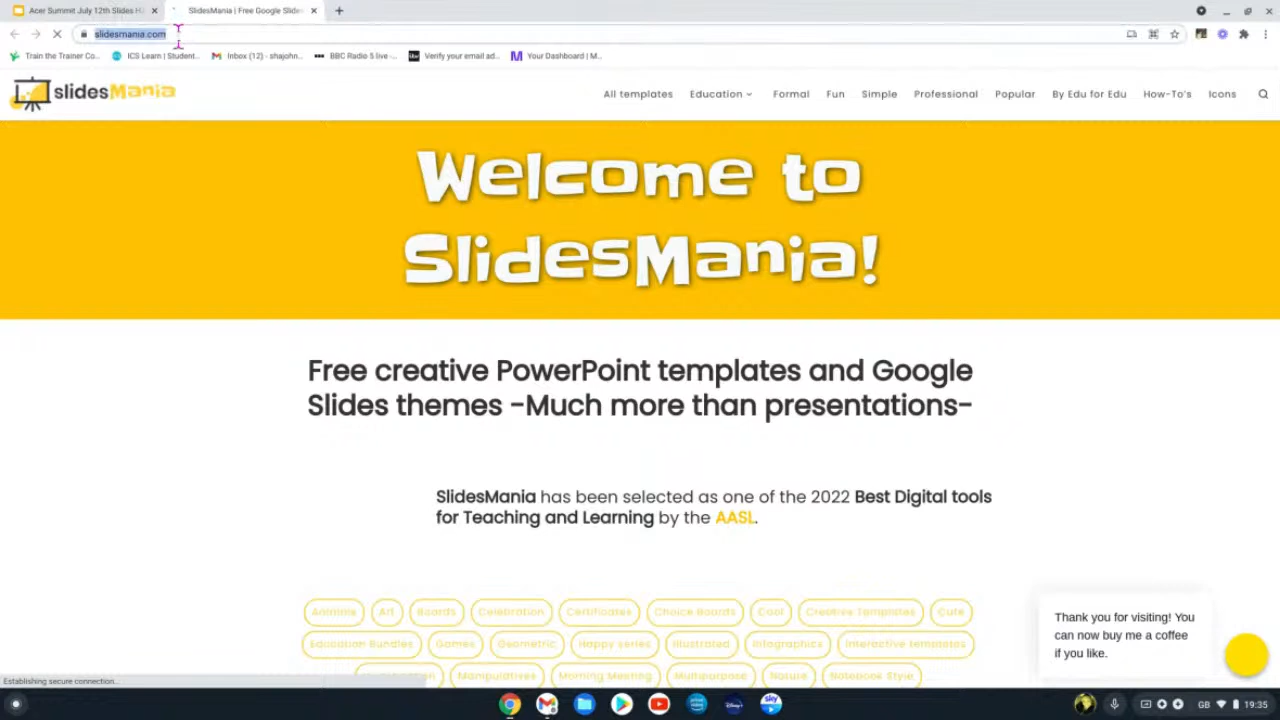 Acer Summit July 12th Slides H
SlidesMania | Free Google Slide
slidesmania.com
Train the Trainer Co...
ICS Learn | Student...
Inbox (12) - shajohn...
BBC Radio 5 live -...
Verify your email ad...
Your Dashboard | M...
slidesMania
All templates
Education
Formal
Fun
Simple
Professional
Popular
By Edu for Edu
How-To's
Icons
Welcome to
SlidesMania!
Free creative PowerPoint templates and Google
Slides themes -Much more than presentations-
SlidesMania has been selected as one of the 2022 Best Digital tools
for Teaching and Learning by the AASL.
Animals Art Boards Celebration Certificates Choice Boards Cool Creative Templates Cute
Education Bundles Games Geometric Happy series Illustrated Infographics Interactive templates
Manipulatives Morning Meeting Multipurpose Nature Notebook Style
Thank you for visiting! You
can now buy me a coffee
if you like.
Establishing secure connection...
prime video
Disney+
sky
GB
19:35